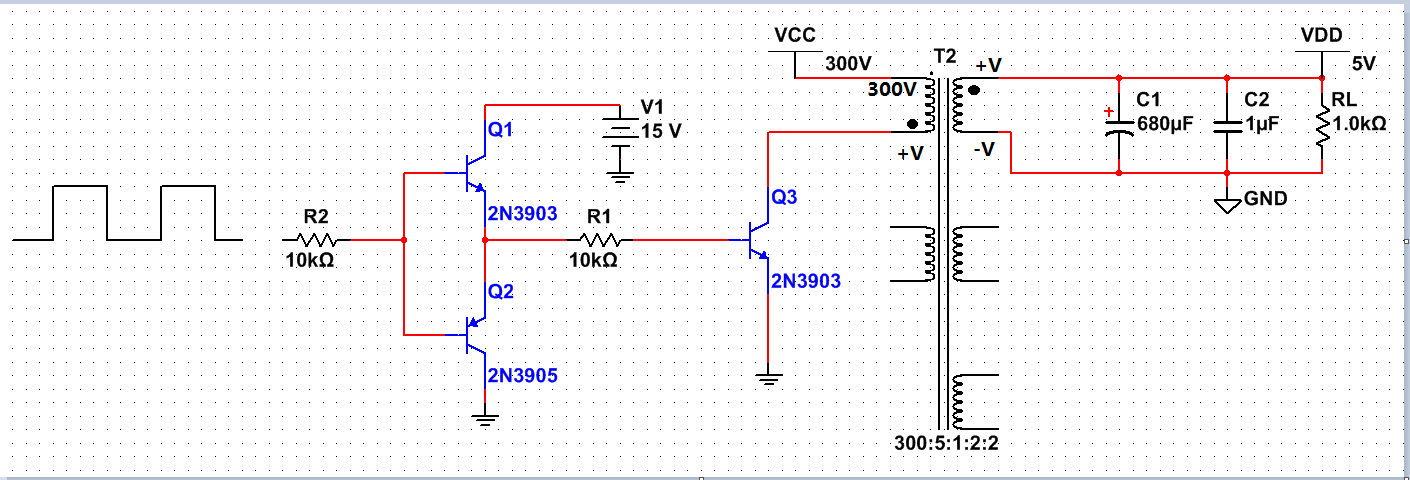 VCC
300V
300V
T2
+V
VDD
5V
+V
-V
C1
+
680µF
C2
1µF
RL
1.0kΩ
GND
V1
15 V
Q1
2N3903
R2
10kΩ
R1
10kΩ
Q3
2N3903
Q2
2N3905
300:5:1:2:2